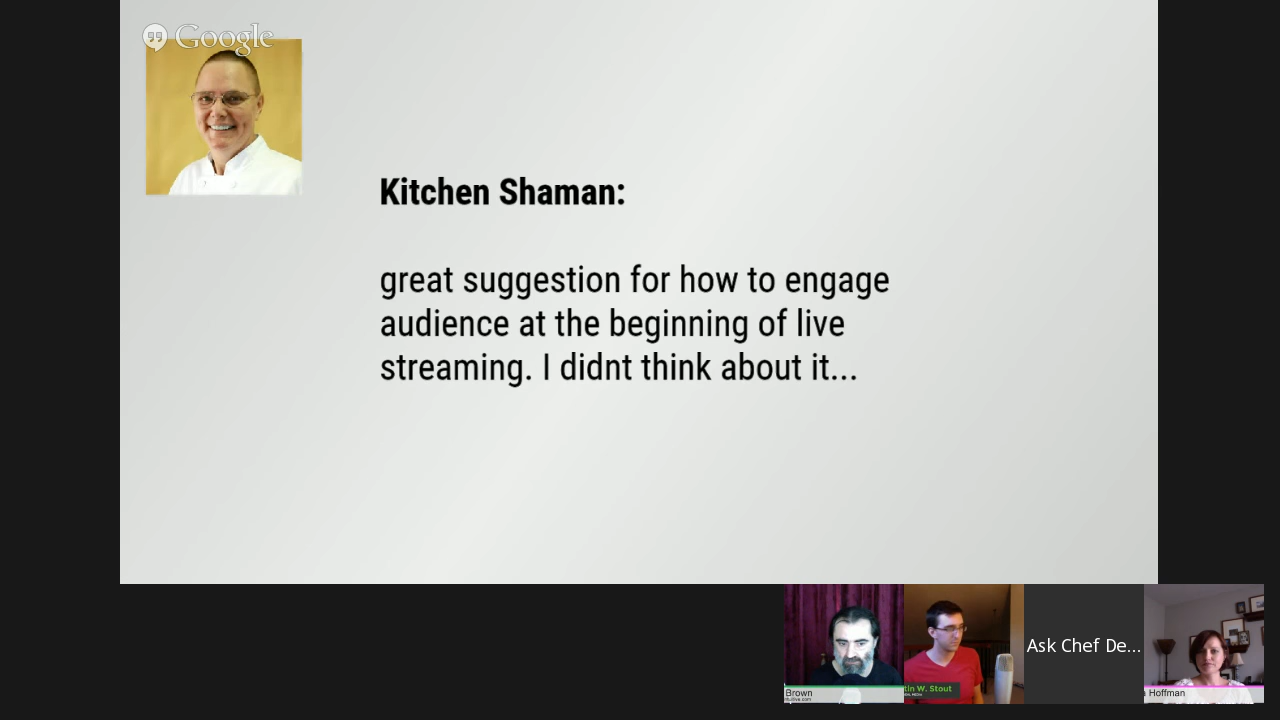 Google
Kitchen Shaman:
great suggestion for how to engage
audience at the beginning of live
streaming. I didnt think about it...
Ask Chef De...
Brown
tin W. Stout
Hoffman